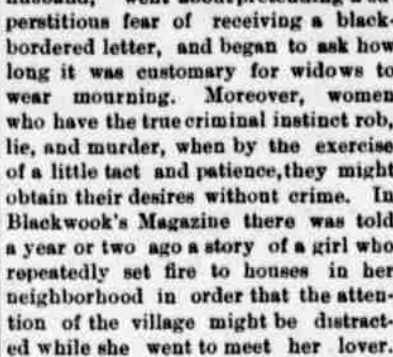 perstitious fear of receiving a black-
bordered letter, and began to ask how
long it was customary for widows to
wear mourning. Moreover, women
who have the true criminal instinct rob,
lie, and murder, when by the exercise
of a little tact and patience, they might
obtain their desires without crime. In
Blackwook's Magazine there was told
a year or two ago a story of a girl who
repeatedly set fire to houses in her
neighborhood in order that the atten-
tion of the village might be distract-
ed while she went to meet her lover.